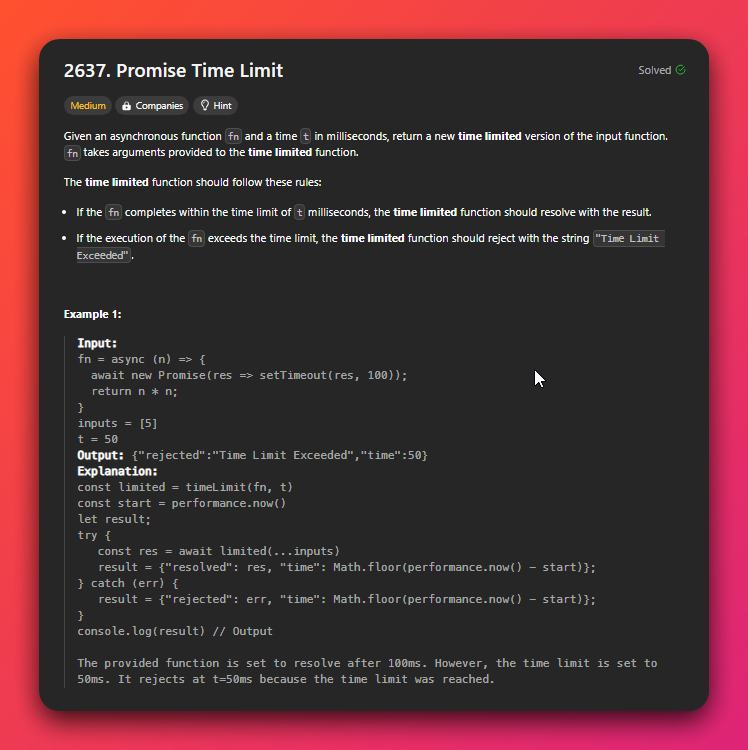 2637. Promise Time Limit
Solved
Medium Companies Hint
Given an asynchronous function fn and a time t in milliseconds, return a new time limited version of the input function.
fn takes arguments provided to the time limited function.
The time limited function should follow these rules:
• If the fn completes within the time limit of t milliseconds, the time limited function should resolve with the result.
• If the execution of the fn exceeds the time limit, the time limited function should reject with the string "Time Limit
Exceeded".
Example 1:
Input:
fn = async (n) => {
  await new Promise(res => setTimeout(res, 100));
  return n * n;
}
inputs = [5]
t = 50
Output: {"rejected":"Time Limit Exceeded","time":50}
Explanation:
const limited = timeLimit(fn, t)
const start = performance.now()
let result;
try {
   const res = await limited(...inputs)
   result = {"resolved": res, "time": Math.floor(performance.now() - start)};
} catch (err) {
   result = {"rejected": err, "time": Math.floor(performance.now() - start)};
}
console.log(result) // Output
The provided function is set to resolve after 100ms. However, the time limit is set to
50ms. It rejects at t=50ms because the time limit was reached.